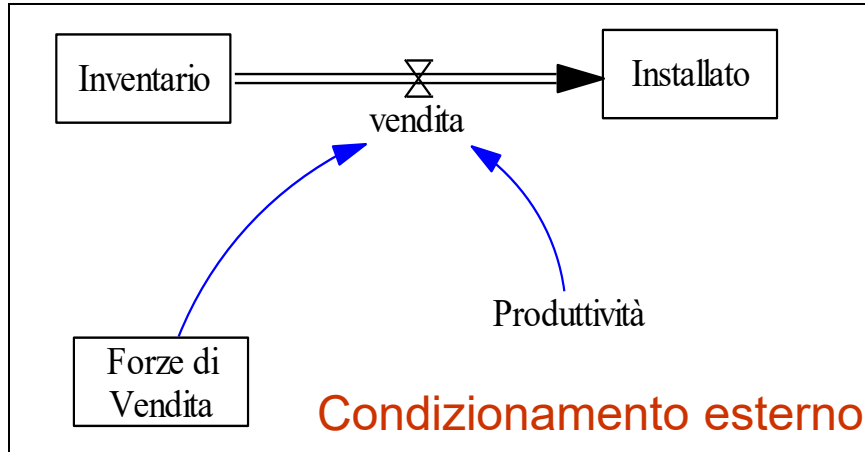 Inventario
Installato
vendita
Produttività
Forze di
Vendita
Condizionamento esterno